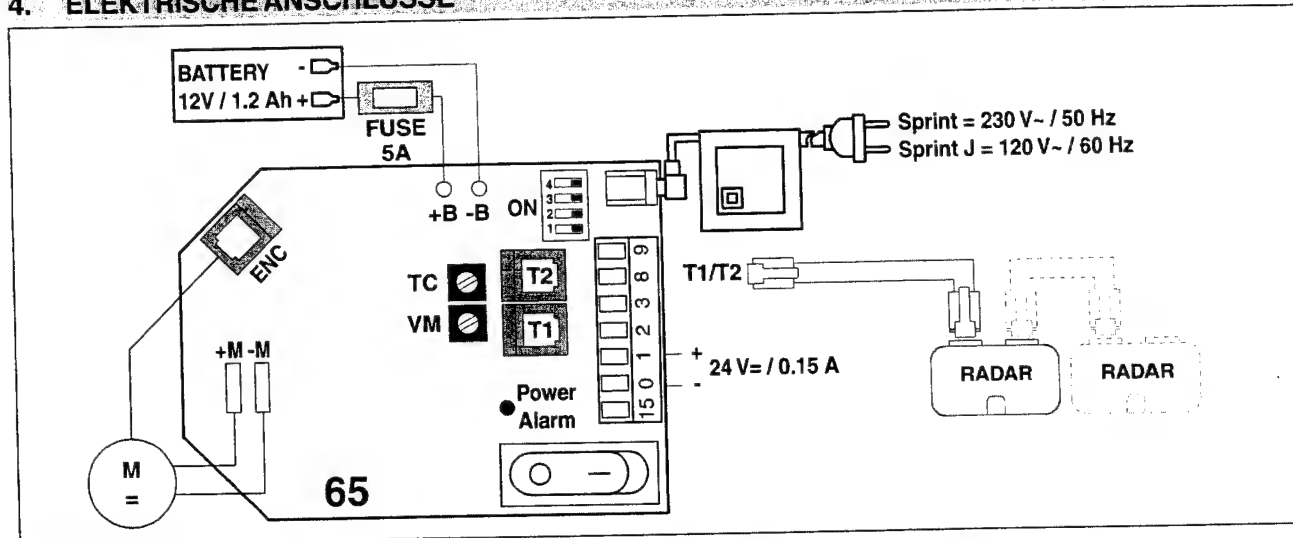 4. ELEKTRISCHE ANSCHLÜSSE
BATTERY -
12V / 1.2 Ah +
FUSE
5A
Sprint = 230 V~ / 50 Hz
Sprint J = 120 V~ / 60 Hz
+B -B ON
4
3
2
1
ENC
TC
VM
T2
T1
9
8
3
2
1
0
15
+
24 V= / 0.15 A
-
T1/T2
RADAR
RADAR
+M -M
Power
Alarm
M
=
65